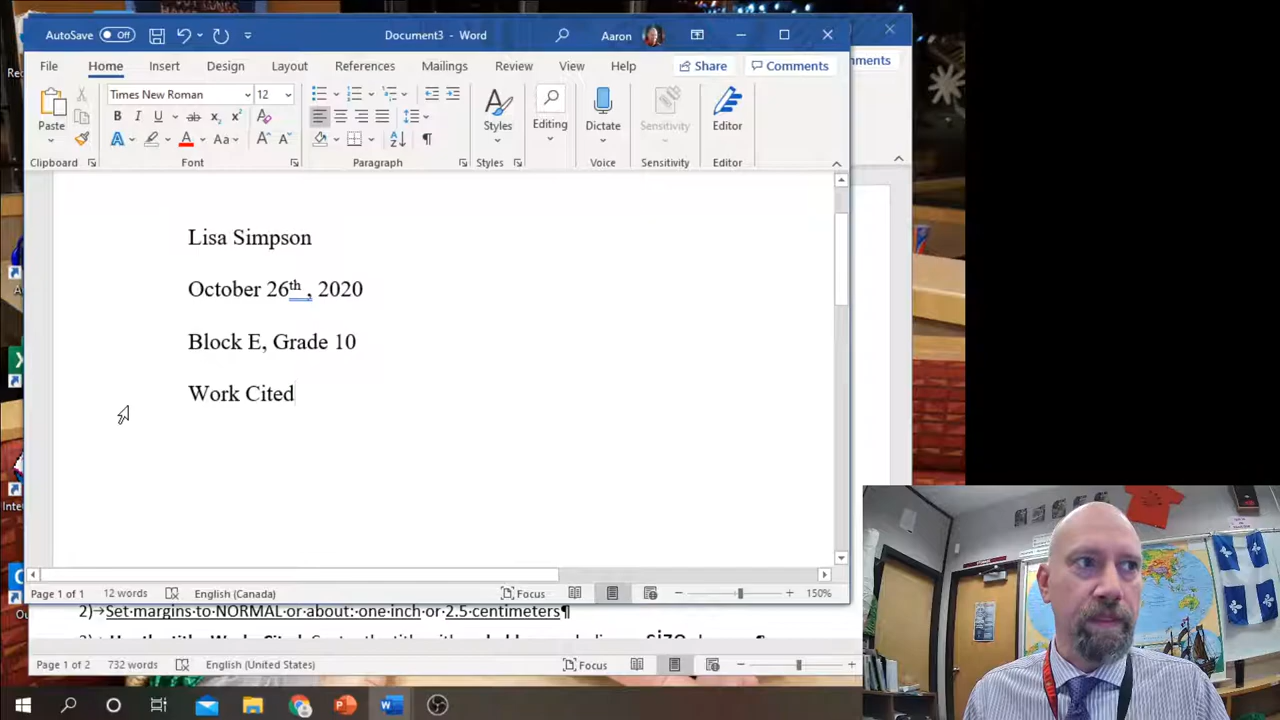 AutoSave Off Document3 - Word Aaron
File Home Insert Design Layout References Mailings Review View Help Share Comments
mments
Times New Roman 12
Paste Styles Editing Dictate Sensitivity Editor
Clipboard Font Paragraph Styles Voice Sensitivity Editor
Lisa Simpson
October 26th , 2020
Block E, Grade 10
Work Cited
Page 1 of 1 12 words English (Canada) Focus 150%
2)→Set·margins·to·NORMAL·or·about:·one·inch·or·2.5·centimeters¶
Page 1 of 2 732 words English (United States) Focus